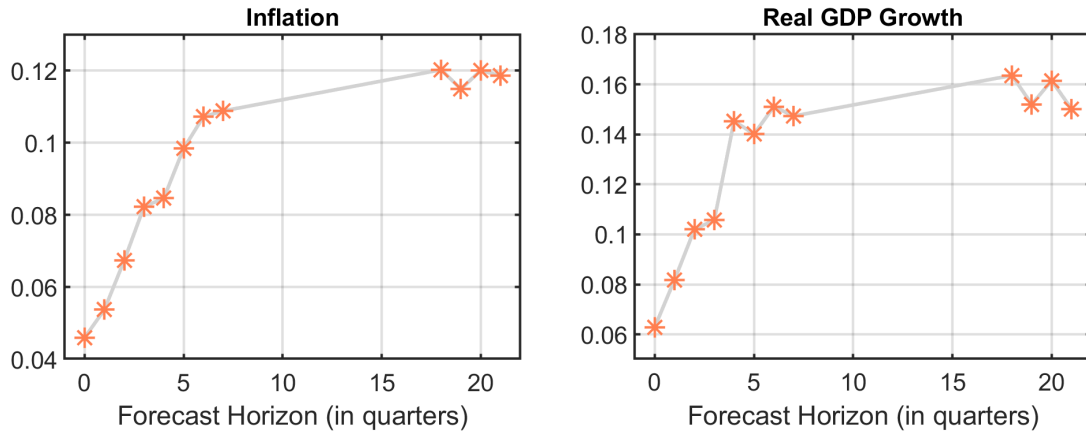 Inflation
0.12
0.1
0.08
0.06
0.04
0 5 10 15 20
Forecast Horizon (in quarters)
Real GDP Growth
0.18
0.16
0.14
0.12
0.1
0.08
0.06
0 5 10 15 20
Forecast Horizon (in quarters)